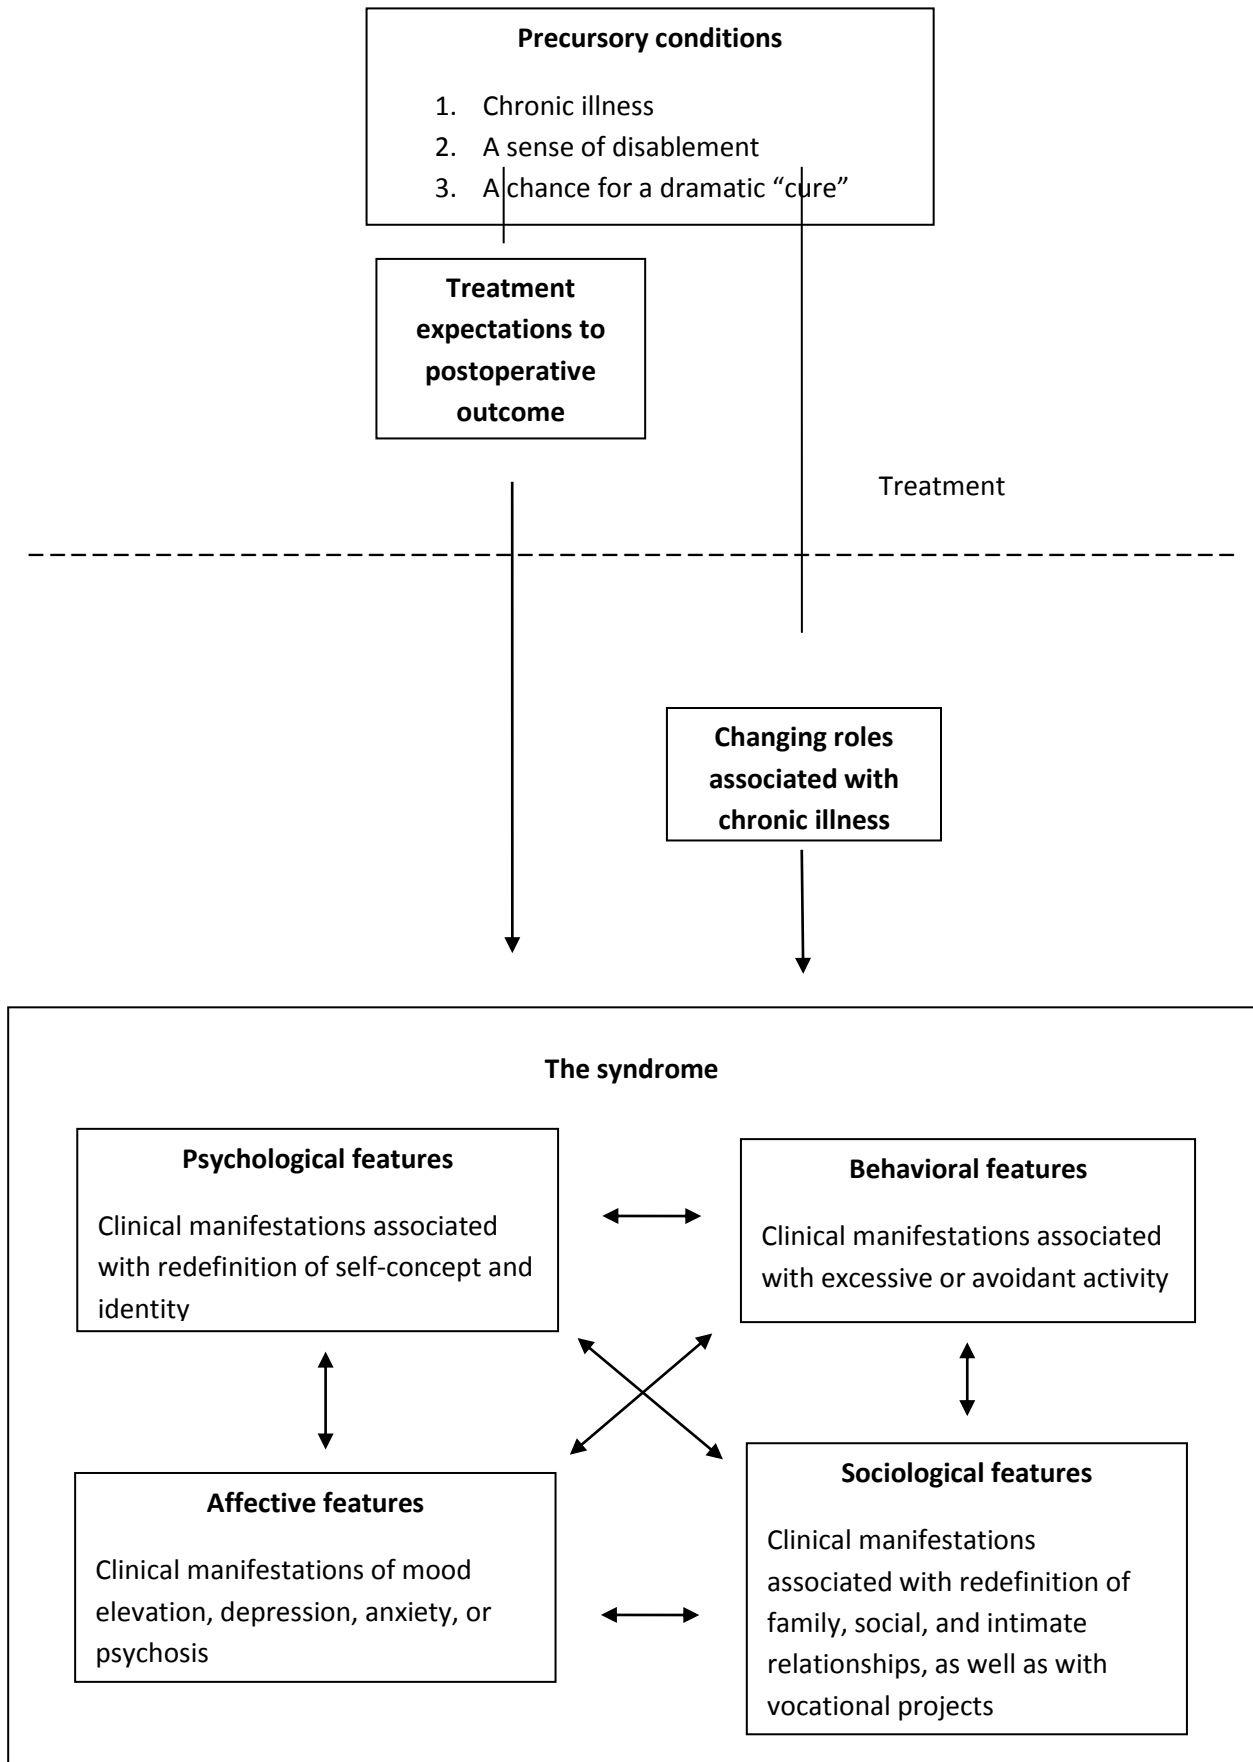 Precursory conditions
1. Chronic illness
2. A sense of disablement
3. A chance for a dramatic “cure”
Treatment
expectations to
postoperative
outcome
Treatment
Changing roles
associated with
chronic illness
The syndrome
Psychological features
Clinical manifestations associated
with redefinition of self-concept and
identity
Behavioral features
Clinical manifestations associated
with excessive or avoidant activity
Affective features
Clinical manifestations of mood
elevation, depression, anxiety, or
psychosis
Sociological features
Clinical manifestations
associated with redefinition of
family, social, and intimate
relationships, as well as with
vocational projects